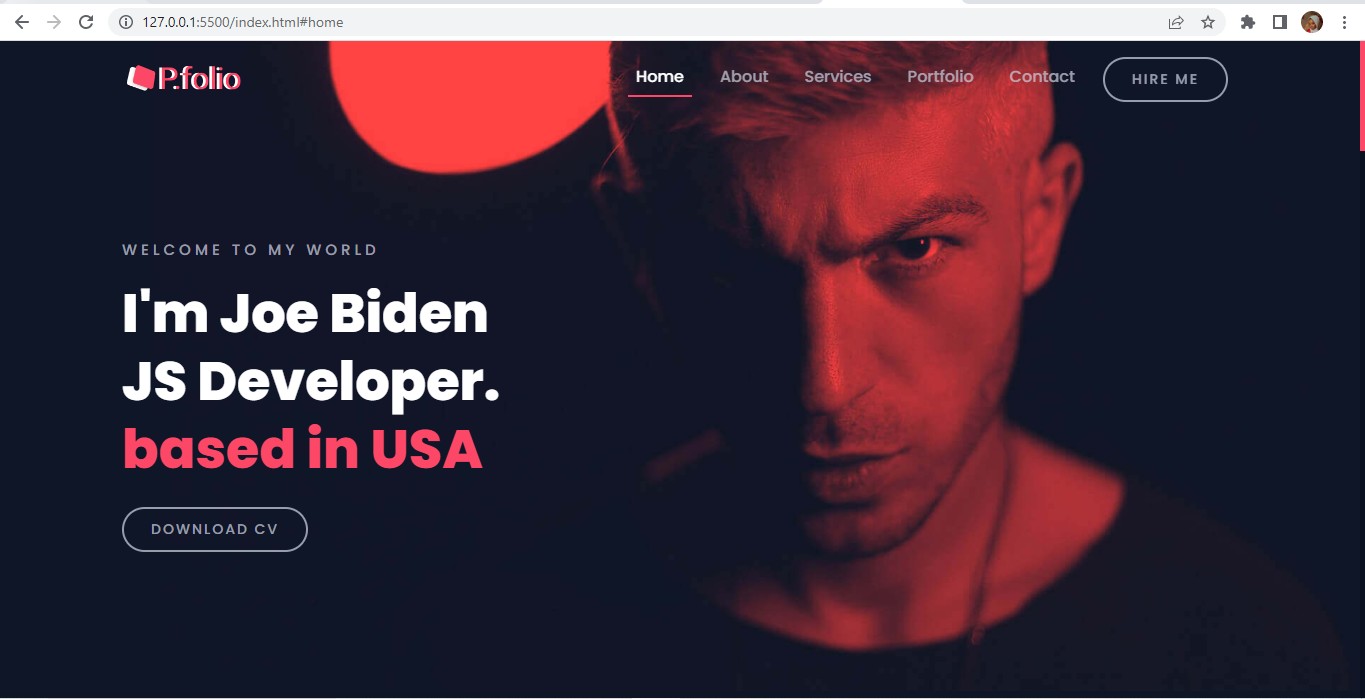 127.0.0.1:5500/index.html#home
P.folio
Home About Services Portfolio Contact HIRE ME
WELCOME TO MY WORLD
I'm Joe Biden
JS Developer.
based in USA
DOWNLOAD CV